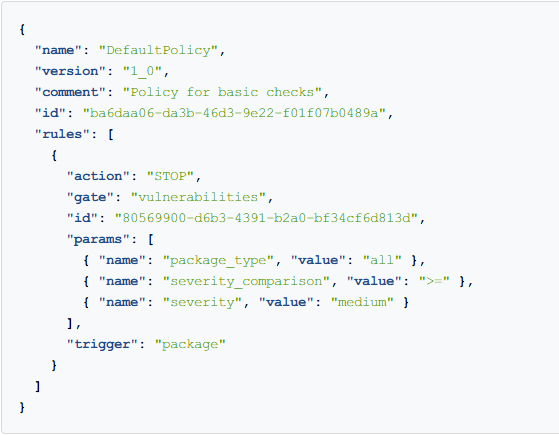 {
  "name": "DefaultPolicy",
  "version": "1_0",
  "comment": "Policy for basic checks",
  "id": "ba6daa06-da3b-46d3-9e22-f01f07b0489a",
  "rules": [
    {
      "action": "STOP",
      "gate": "vulnerabilities",
      "id": "80569900-d6b3-4391-b2a0-bf34cf6d813d",
      "params": [
        { "name": "package_type", "value": "all" },
        { "name": "severity_comparison", "value": ">=" },
        { "name": "severity", "value": "medium" }
      ],
      "trigger": "package"
    }
  ]
}